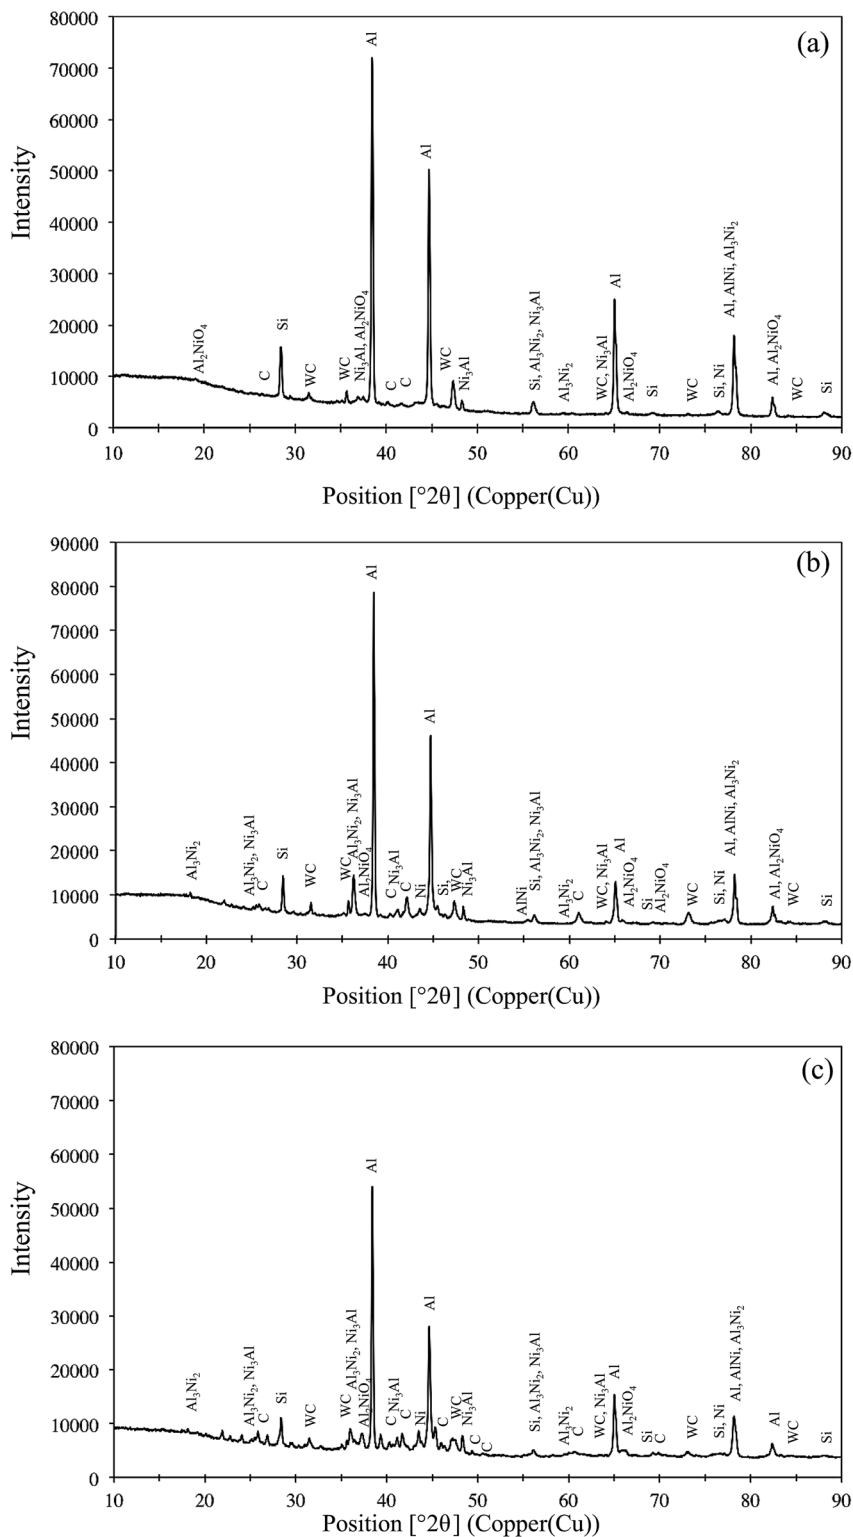 (a)
Intensity
80000
70000
60000
50000
40000
30000
20000
10000
0
Al₂NiO₄
C
Si
WC
WC
Ni₃Al, Al₂NiO₄
Al
C
C
Al
WC
Ni₃Al
Si, Al₃Ni₂, Ni₃Al
Al₃Ni₂
WC, Ni₃Al
Al
Al₂NiO₄
Si
WC
Si, Ni
Al, AlNi, Al₃Ni₂
Al, Al₂NiO₄
WC
Si
10 20 30 40 50 60 70 80 90
Position [°2θ] (Copper(Cu))
(b)
Intensity
90000
80000
70000
60000
50000
40000
30000
20000
10000
0
Al₃Ni₂
Al₃Ni₂, Ni₃Al
C
Si
WC
WC
Al₃Ni₂, Ni₃Al
Al₂NiO₄
Al
C
Ni₃Al
C
Ni
Al
Si,
WC
Ni₃Al
AlNi
Si, Al₃Ni₂, Ni₃Al
Al₃Ni₂
C
WC, Ni₃Al
Al
Al₂NiO₄
Si
Al₂NiO₄
WC
Si, Ni
Al, AlNi, Al₃Ni₂
Al, Al₂NiO₄
WC
Si
10 20 30 40 50 60 70 80 90
Position [°2θ] (Copper(Cu))
(c)
Intensity
80000
70000
60000
50000
40000
30000
20000
10000
0
Al₃Ni₂
Al₃Ni₂, Ni₃Al
C
Si
WC
WC
Al₃Ni₂, Ni₃Al
Al₂NiO₄
Al
C
Ni₃Al
C
Ni
Al
C
WC
Ni₃Al
C
C
Si, Al₃Ni₂, Ni₃Al
Al₃Ni₂
C
WC, Ni₃Al
Al
Al₂NiO₄
Si
C
WC
Si, Ni
Al, AlNi, Al₃Ni₂
Al
WC
Si
10 20 30 40 50 60 70 80 90
Position [°2θ] (Copper(Cu))